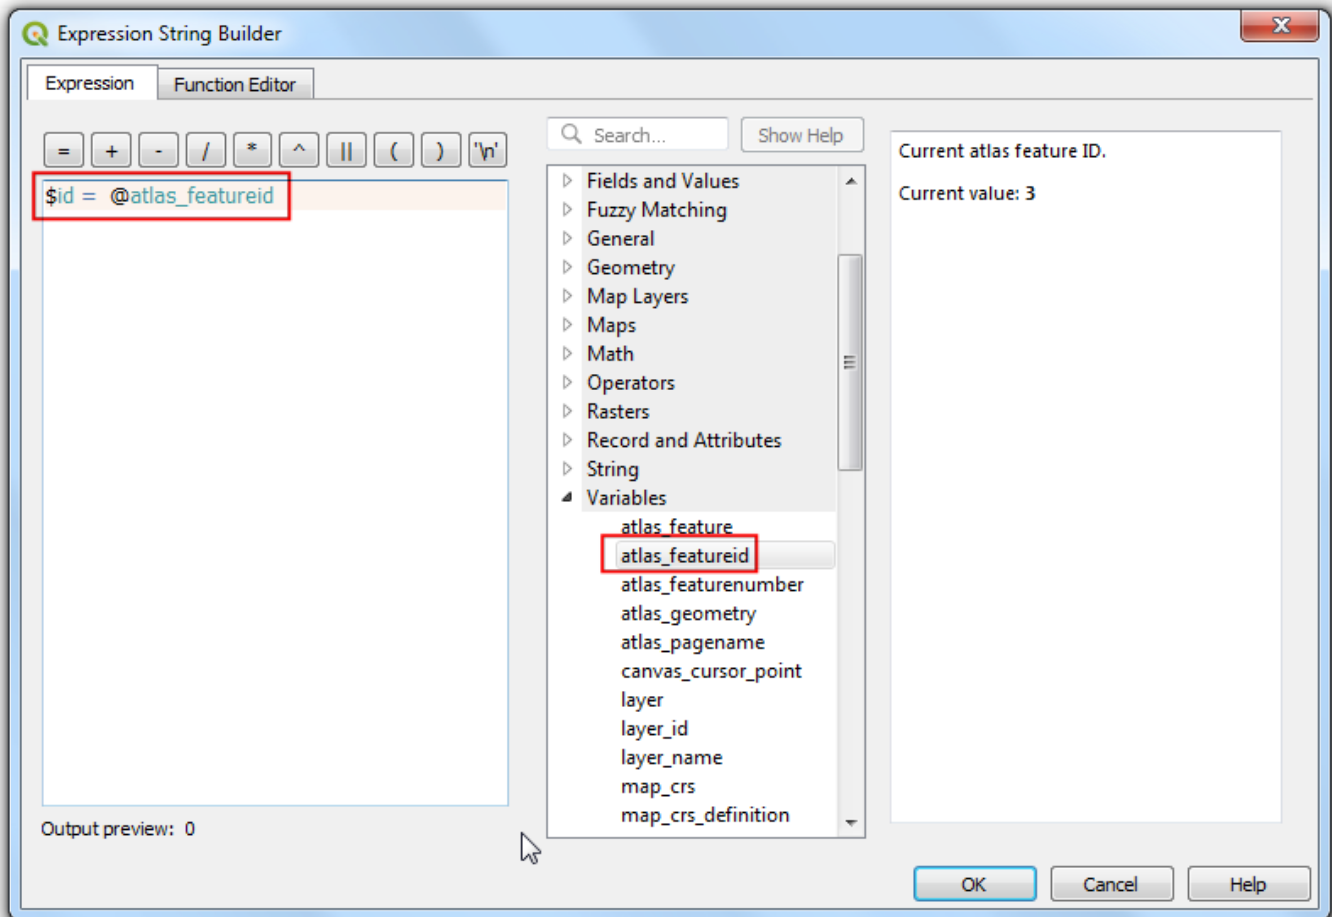 Expression String Builder
Expression Function Editor
= + - / * ^ || ( ) '\n'
$id = @atlas_featureid
Output preview: 0
Search... Show Help
Fields and Values
Fuzzy Matching
General
Geometry
Map Layers
Maps
Math
Operators
Rasters
Record and Attributes
String
Variables
atlas_feature
atlas_featureid
atlas_featurenumber
atlas_geometry
atlas_pagename
canvas_cursor_point
layer
layer_id
layer_name
map_crs
map_crs_definition
Current atlas feature ID.
Current value: 3
OK Cancel Help